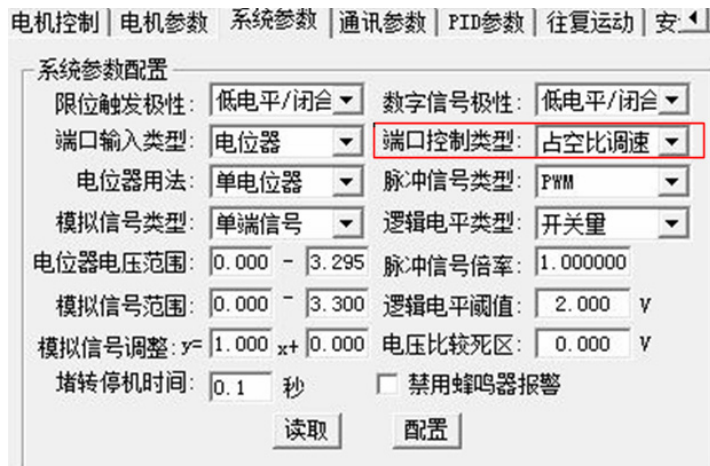 电机控制 电机参数 系统参数 通讯参数 PID参数 往复运动 安
系统参数配置
限位触发极性: 低电平/闭合 数字信号极性: 低电平/闭合
端口输入类型: 电位器 端口控制类型: 占空比调速
电位器用法: 单电位器 脉冲信号类型: PWM
模拟信号类型: 单端信号 逻辑电平类型: 开关量
电位器电压范围: 0.000 - 3.295 脉冲信号倍率: 1.000000
模拟信号范围: 0.000 - 3.300 逻辑电平阈值: 2.000 V
模拟信号调整: y= 1.000 x+ 0.000 电压比较死区: 0.000 V
堵转停机时间: 0.1 秒 禁用蜂鸣器报警
读取 配置